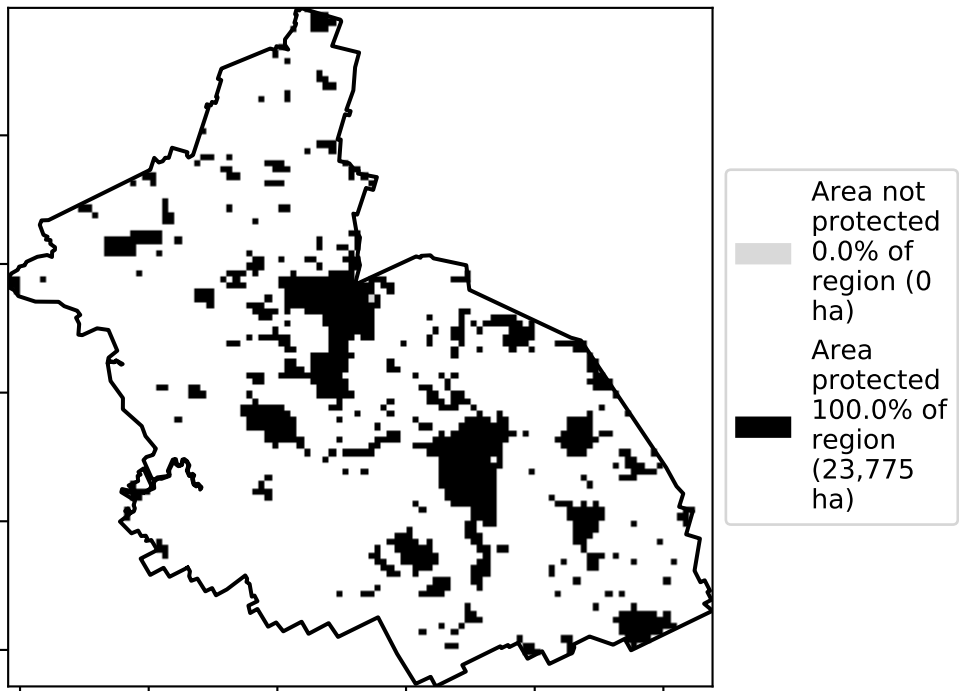 Area not
protected
0.0% of
region (0
ha)
Area
protected
100.0% of
region
(23,775
ha)